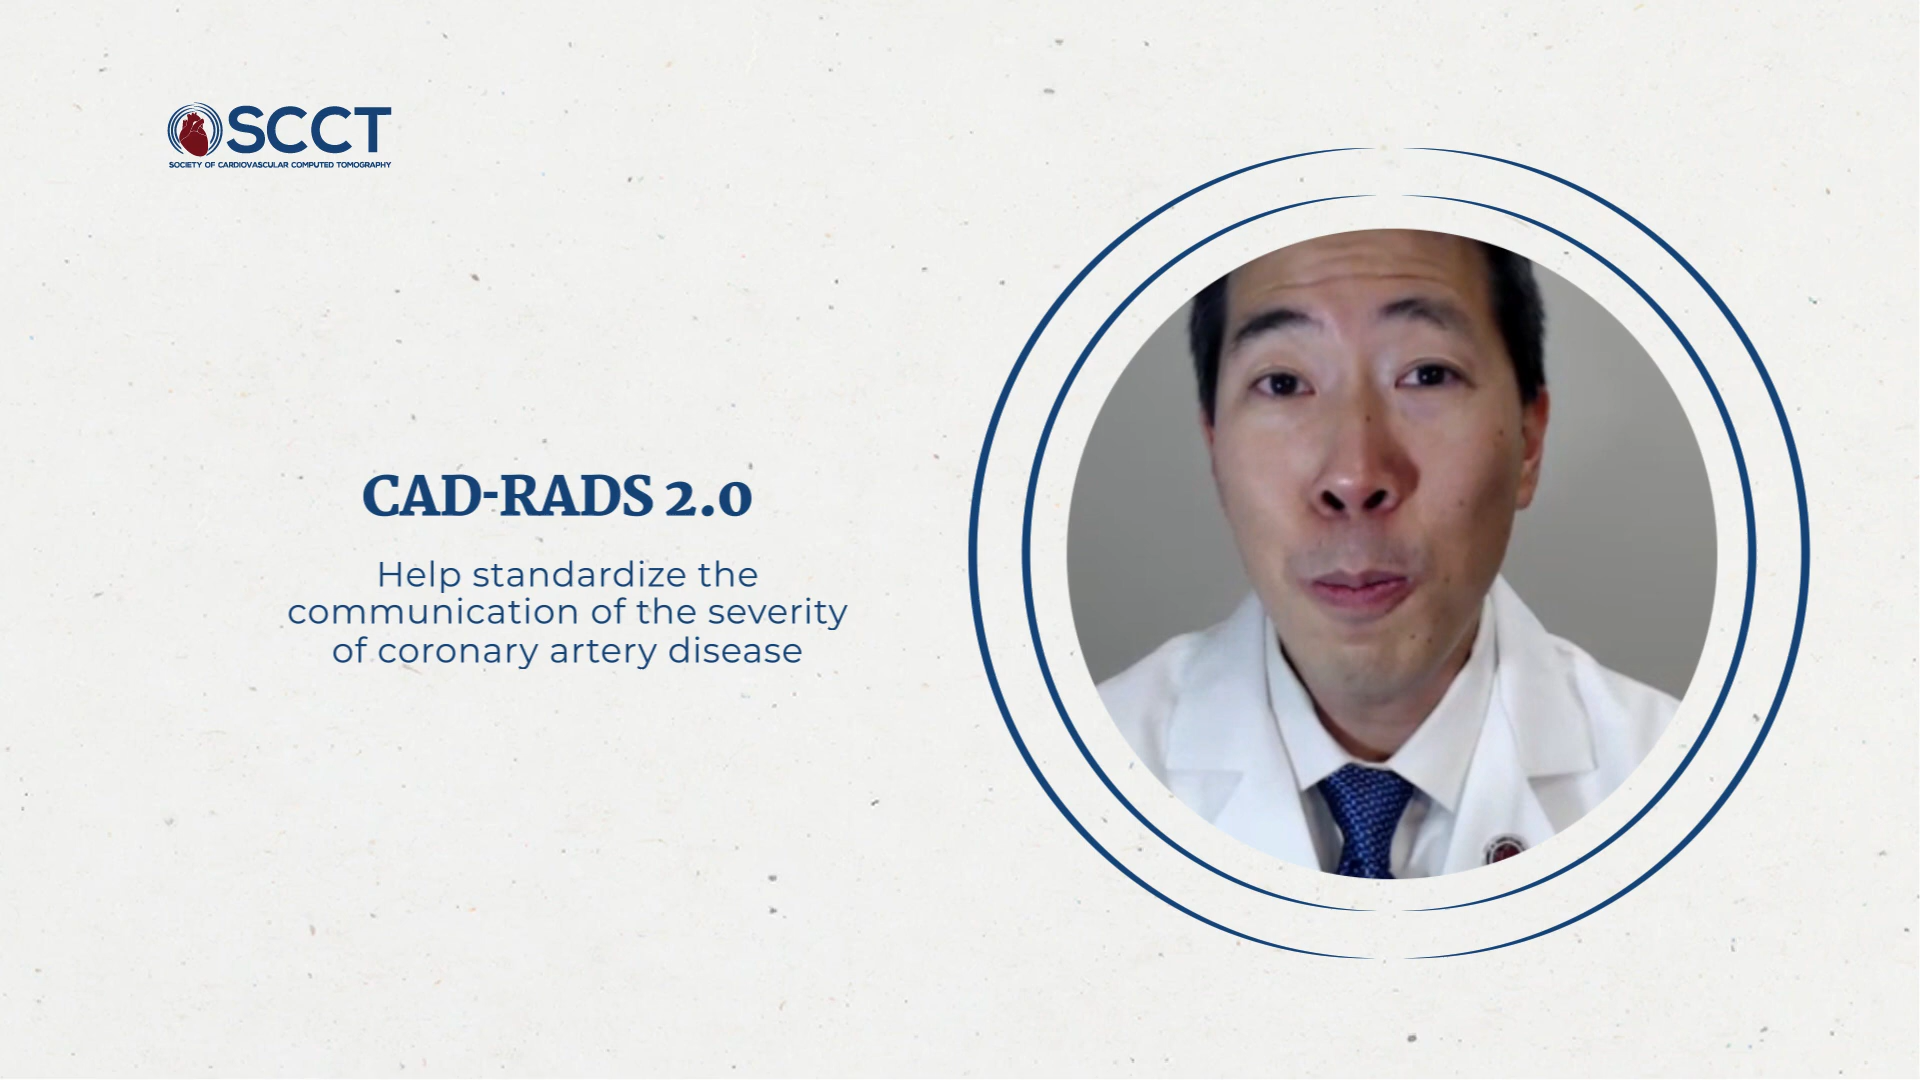 SCCT
SOCIETY OF CARDIOVASCULAR COMPUTED TOMOGRAPHY
CAD-RADS 2.0
Help standardize the
communication of the severity
of coronary artery disease